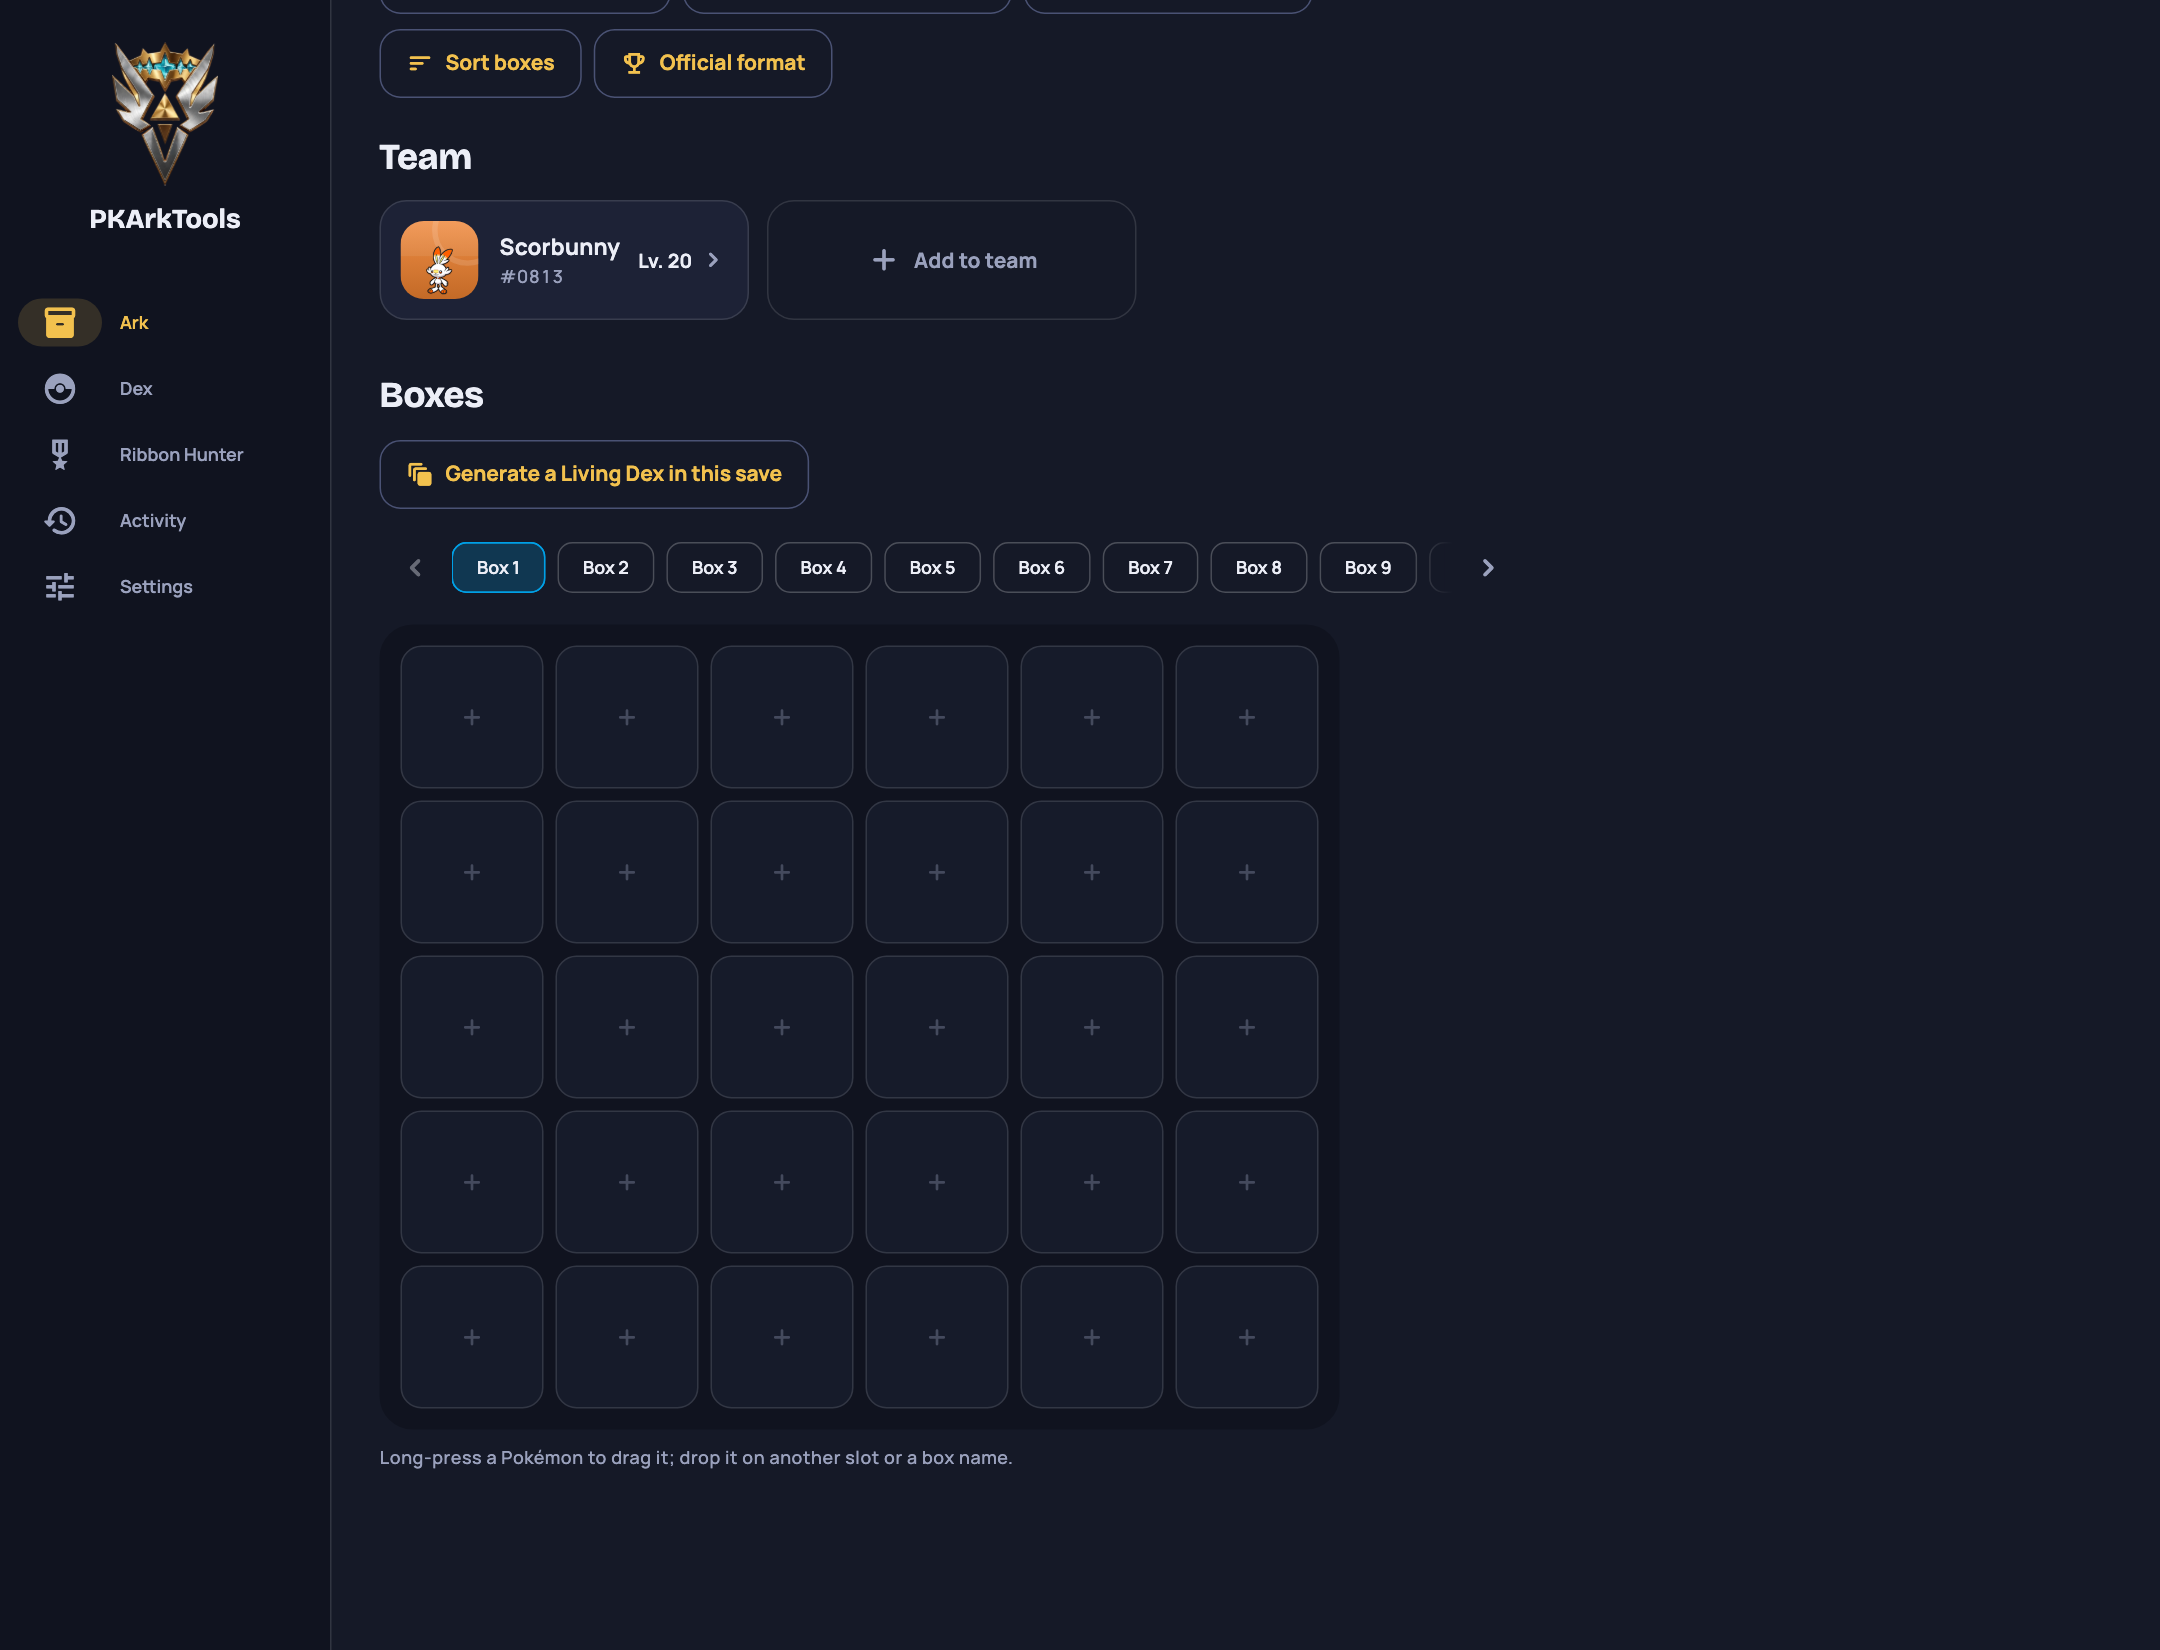 PKArkTools
Ark
Dex
Ribbon Hunter
Activity
Settings
Sort boxes
Official format
Team
Scorbunny
#0813
Lv. 20
Add to team
Boxes
Generate a Living Dex in this save
Box 1
Box 2
Box 3
Box 4
Box 5
Box 6
Box 7
Box 8
Box 9
Long-press a Pokémon to drag it; drop it on another slot or a box name.